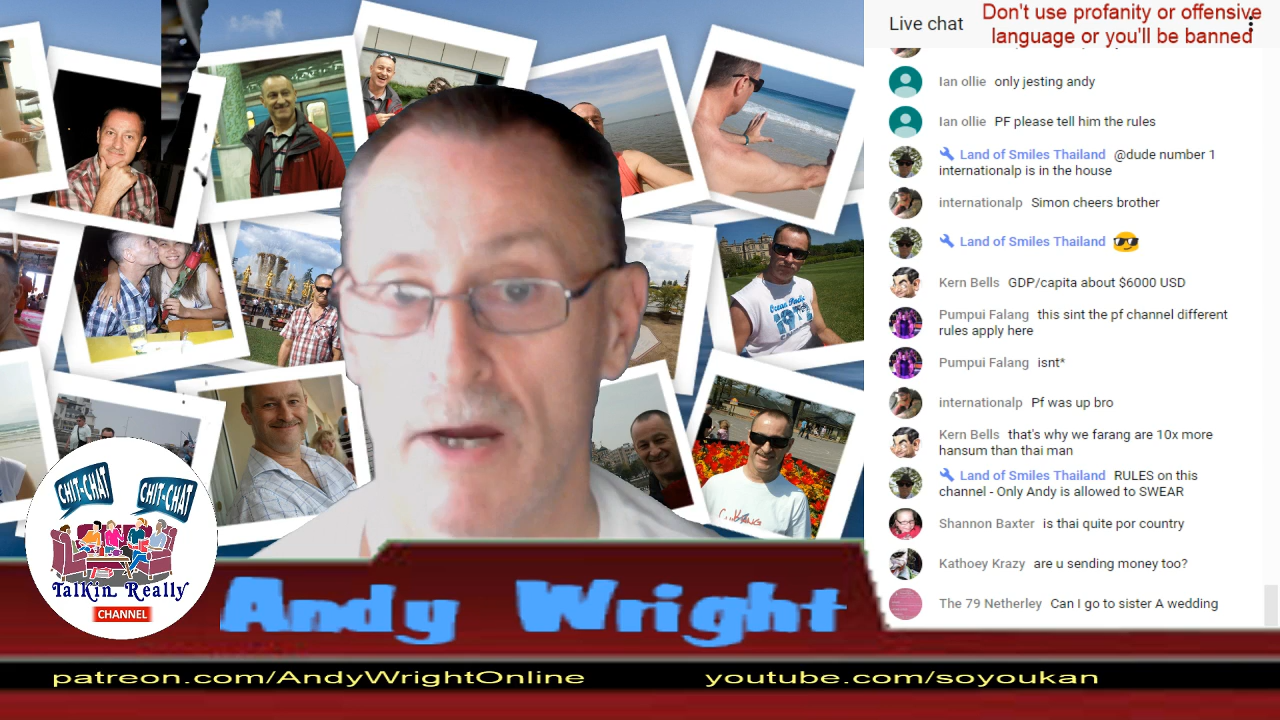 Live chat
Don't use profanity or offensive
language or you'll be banned
Ian ollie only jesting andy
Ian ollie PF please tell him the rules
Land of Smiles Thailand @dude number 1
internationalp is in the house
internationalp Simon cheers brother
Land of Smiles Thailand 😎
Kern Bells GDP/capita about $6000 USD
Pumpui Falang this sint the pf channel different
rules apply here
Pumpui Falang isnt*
internationalp Pf was up bro
Kern Bells that's why we farang are 10x more
hansum than thai man
Land of Smiles Thailand RULES on this
channel - Only Andy is allowed to SWEAR
Shannon Baxter is thai quite por country
Kathoey Krazy are u sending money too?
The 79 Netherley Can I go to sister A wedding
CHIT-CHAT
CHIT-CHAT
TalKin Really
CHANNEL
Andy Wright
patreon.com/AndyWrightOnline
youtube.com/soyoukan